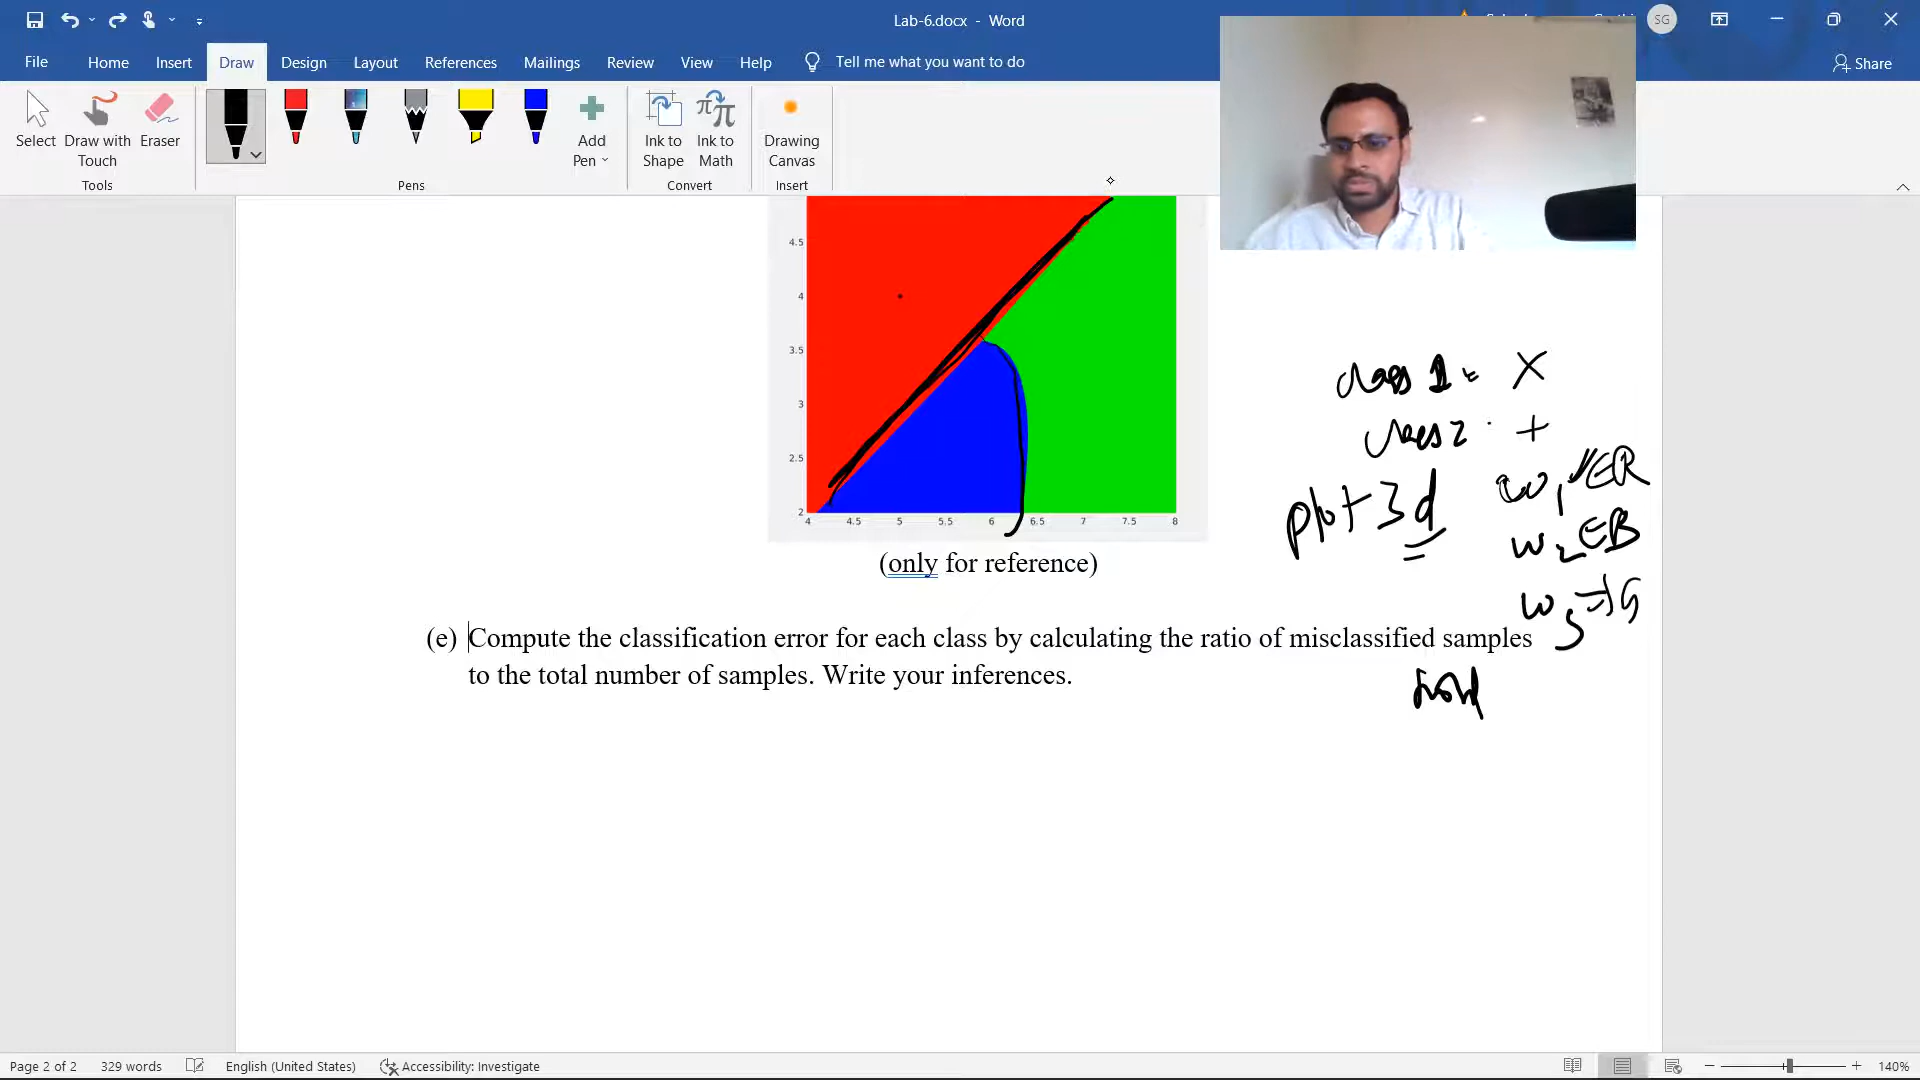 Lab-6.docx - Word
SG
File Home Insert Draw Design Layout References Mailings Review View Help Tell me what you want to do Share
Select Draw with Touch Eraser
Add Pen
Ink to Shape Ink to Math
Drawing Canvas
Tools Pens Convert Insert
4.5
4
3.5
3
2.5
2
4 4.5 5 5.5 6 6.5 7 7.5 8
class 1 = X
class 2 - +
plot 3d
w1 ∈ R
w2 ∈ B
w3 ⇒ G
(only for reference)
(e) Compute the classification error for each class by calculating the ratio of misclassified samples
to the total number of samples. Write your inferences.
Page 2 of 2 329 words English (United States) Accessibility: Investigate 140%